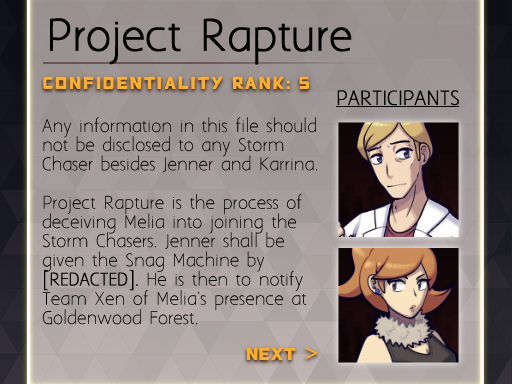 Project Rapture
CONFIDENTIALITY RANK: S
PARTICIPANTS
Any information in this file should
not be disclosed to any Storm
Chaser besides Jenner and Karrina.
Project Rapture is the process of
deceiving Melia into joining the
Storm Chasers. Jenner shall be
given the Snag Machine by
[REDACTED]. He is then to notify
Team Xen of Melia's presence at
Goldenwood Forest.
NEXT >